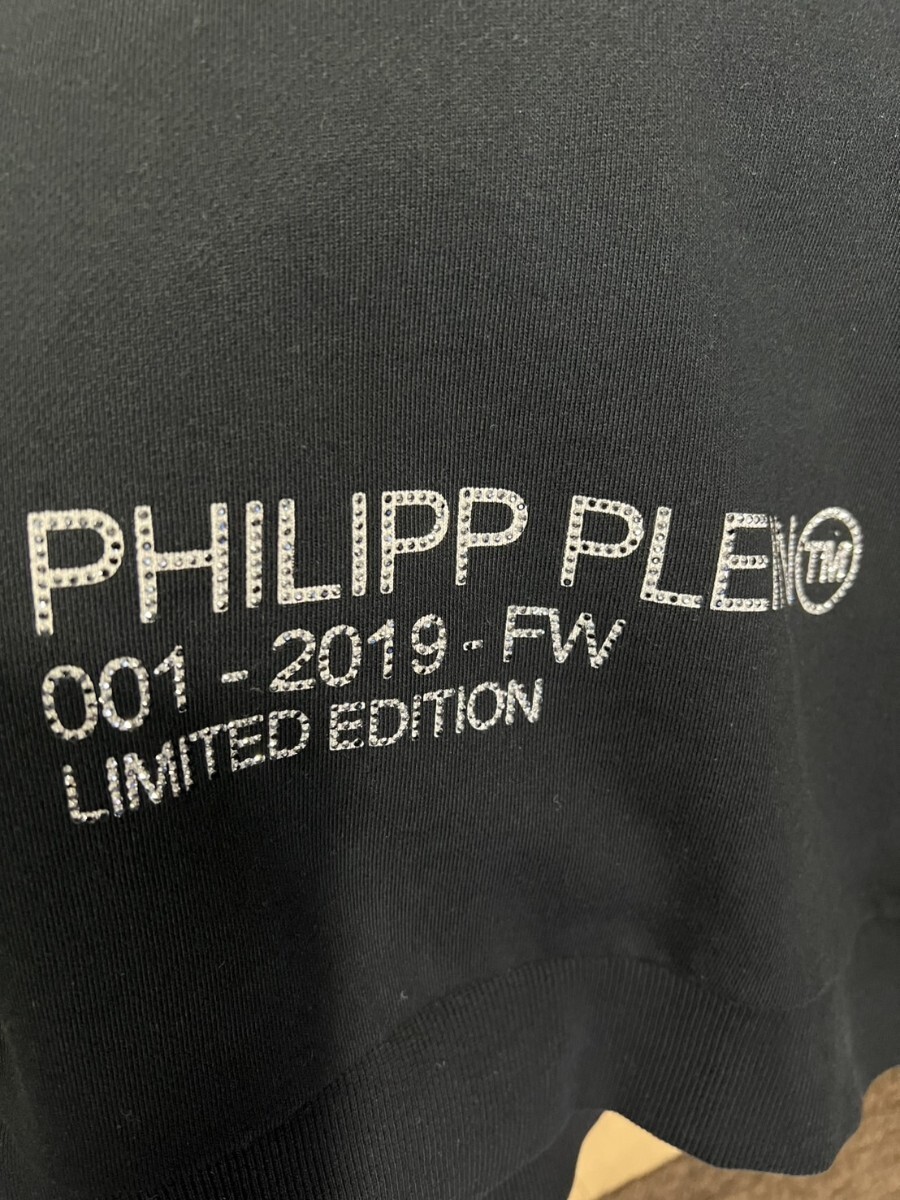 PHILIPP PLEIN TM
001 - 2019 - FW
LIMITED EDITION